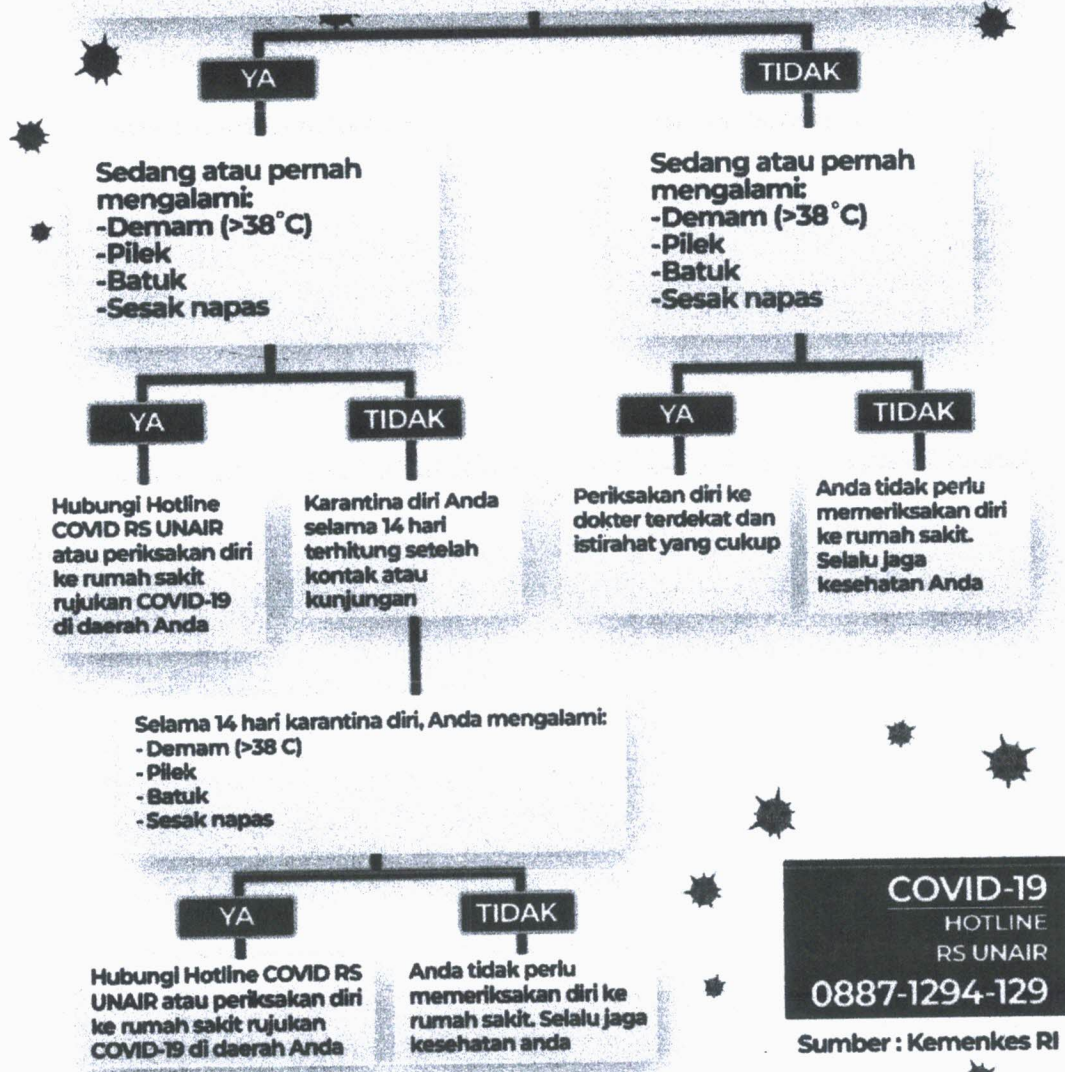 YA
TIDAK
Sedang atau pernah
mengalami:
-Demam (>38°C)
-Pilek
-Batuk
-Sesak napas
Sedang atau pernah
mengalami:
-Demam (>38°C)
-Pilek
-Batuk
-Sesak napas
YA
TIDAK
YA
TIDAK
Hubungi Hotline
COVID RS UNAIR
atau periksakan diri
ke rumah sakit
rujukan COVID-19
di daerah Anda
Karantina diri Anda
selama 14 hari
terhitung setelah
kontak atau
kunjungan
Periksakan diri ke
dokter terdekat dan
istirahat yang cukup
Anda tidak perlu
memeriksakan diri
ke rumah sakit.
Selalu jaga
kesehatan Anda
Selama 14 hari karantina diri, Anda mengalami:
- Demam (>38 C)
- Pilek
- Batuk
- Sesak napas
YA
TIDAK
Hubungi Hotline COVID RS
UNAIR atau periksakan diri
ke rumah sakit rujukan
COVID-19 di daerah Anda
Anda tidak perlu
memeriksakan diri ke
rumah sakit. Selalu jaga
kesehatan anda
COVID-19
HOTLINE
RS UNAIR
0887-1294-129
Sumber : Kemenkes RI